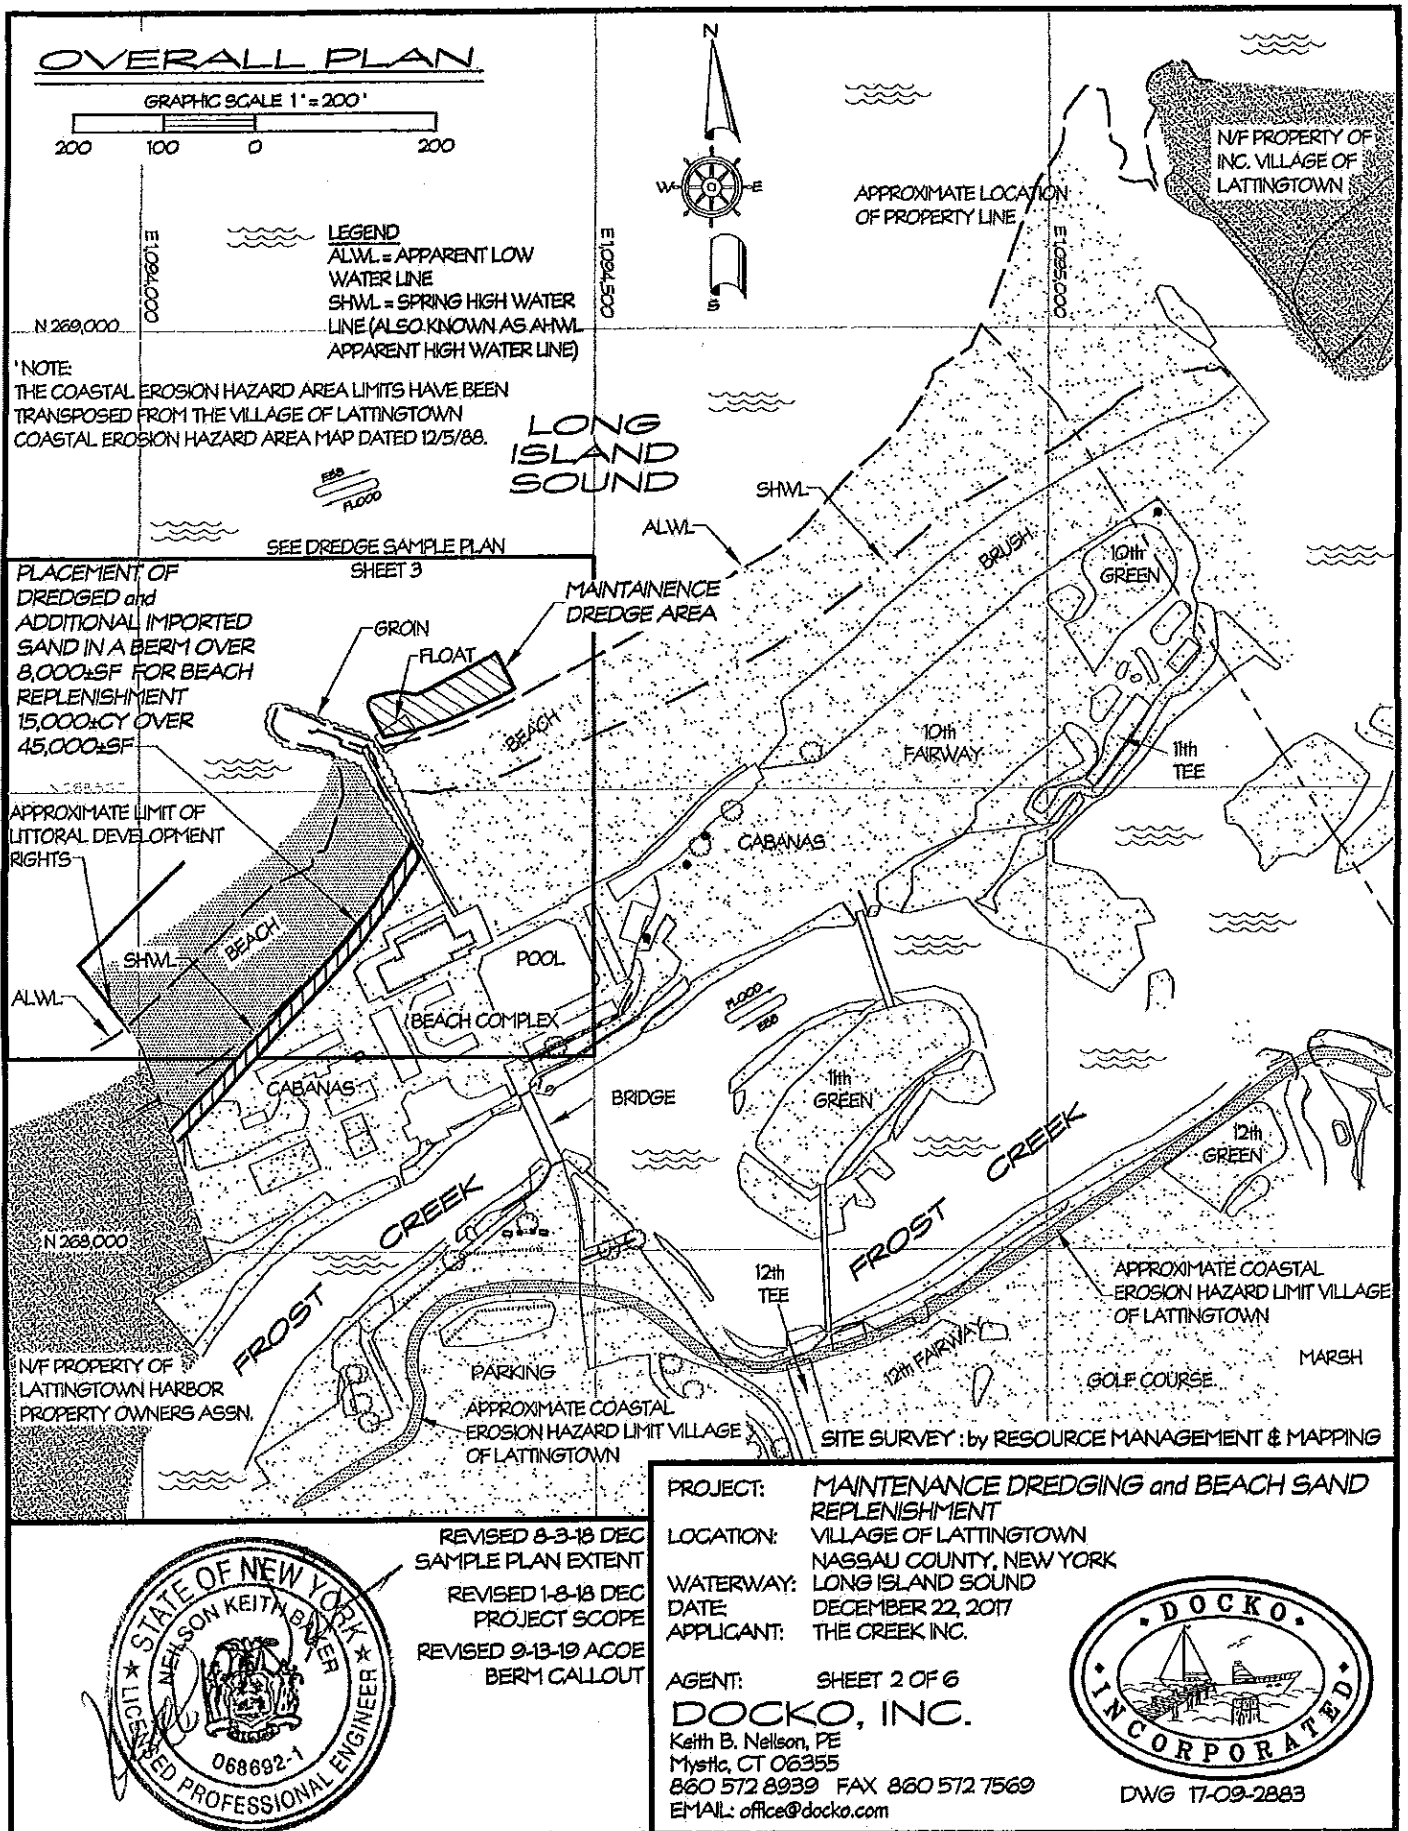 OVERALL PLAN
GRAPHIC SCALE 1" = 200'
200 100 0 200
N
W E
S
LEGEND
ALWL = APPARENT LOW
WATER LINE
SHWL = SPRING HIGH WATER
LINE (ALSO KNOWN AS AHWL
APPARENT HIGH WATER LINE)
E 1,094,000
E 1,094,500
E 1,095,000
N 269,000
'NOTE:
THE COASTAL EROSION HAZARD AREA LIMITS HAVE BEEN
TRANSPOSED FROM THE VILLAGE OF LATTINGTOWN
COASTAL EROSION HAZARD AREA MAP DATED 12/5/88.
APPROXIMATE LOCATION
OF PROPERTY LINE
N/F PROPERTY OF
INC. VILLAGE OF
LATTINGTOWN
LONG
ISLAND
SOUND
EBB
FLOOD
SEE DREDGE SAMPLE PLAN
SHEET 3
SHWL
ALWL
BRUSH
10th
GREEN
PLACEMENT OF
DREDGED and
ADDITIONAL IMPORTED
SAND IN A BERM OVER
8,000±SF FOR BEACH
REPLENISHMENT
15,000±CY OVER
45,000±SF
GROIN
FLOAT
MAINTAINENCE
DREDGE AREA
BEACH
10th
FAIRWAY
11th
TEE
CABANAS
APPROXIMATE LIMIT OF
LITTORAL DEVELOPMENT
RIGHTS
SHWL
BEACH
ALWL
POOL
BEACH COMPLEX
CABANAS
FLOOD
EBB
BRIDGE
11th
GREEN
12th
GREEN
FROST CREEK
FROST CREEK
N 268,000
12th
TEE
12th FAIRWAY
APPROXIMATE COASTAL
EROSION HAZARD LIMIT VILLAGE
OF LATTINGTOWN
MARSH
GOLF COURSE
N/F PROPERTY OF
LATTINGTOWN HARBOR
PROPERTY OWNERS ASSN.
PARKING
APPROXIMATE COASTAL
EROSION HAZARD LIMIT VILLAGE
OF LATTINGTOWN
SITE SURVEY : by RESOURCE MANAGEMENT & MAPPING
REVISED 8-3-18 DEC
SAMPLE PLAN EXTENT
REVISED 1-8-18 DEC
PROJECT SCOPE
REVISED 9-13-19 ACOE
BERM CALLOUT
STATE OF NEW YORK
068692-1
LICENSED PROFESSIONAL ENGINEER
PROJECT: MAINTENANCE DREDGING and BEACH SAND
REPLENISHMENT
LOCATION: VILLAGE OF LATTINGTOWN
NASSAU COUNTY, NEW YORK
WATERWAY: LONG ISLAND SOUND
DATE: DECEMBER 22, 2017
APPLICANT: THE CREEK INC.
AGENT: SHEET 2 OF 6
DOCKO, INC.
Keith B. Neilson, PE
Mystic, CT 06355
860 572 8939 FAX 860 572 7569
EMAIL: office@docko.com
DOCKO
INCORPORATED
DWG 17-09-2883